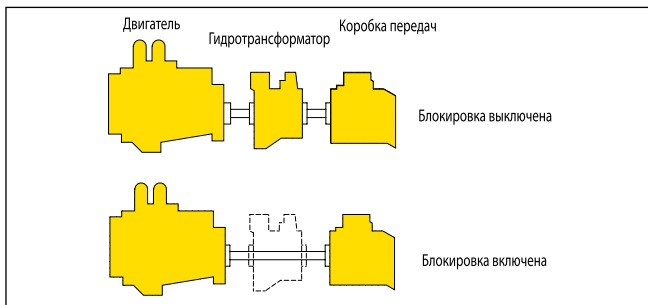 Двигатель
Гидротрансформатор
Коробка передач
Блокировка выключена
Блокировка включена